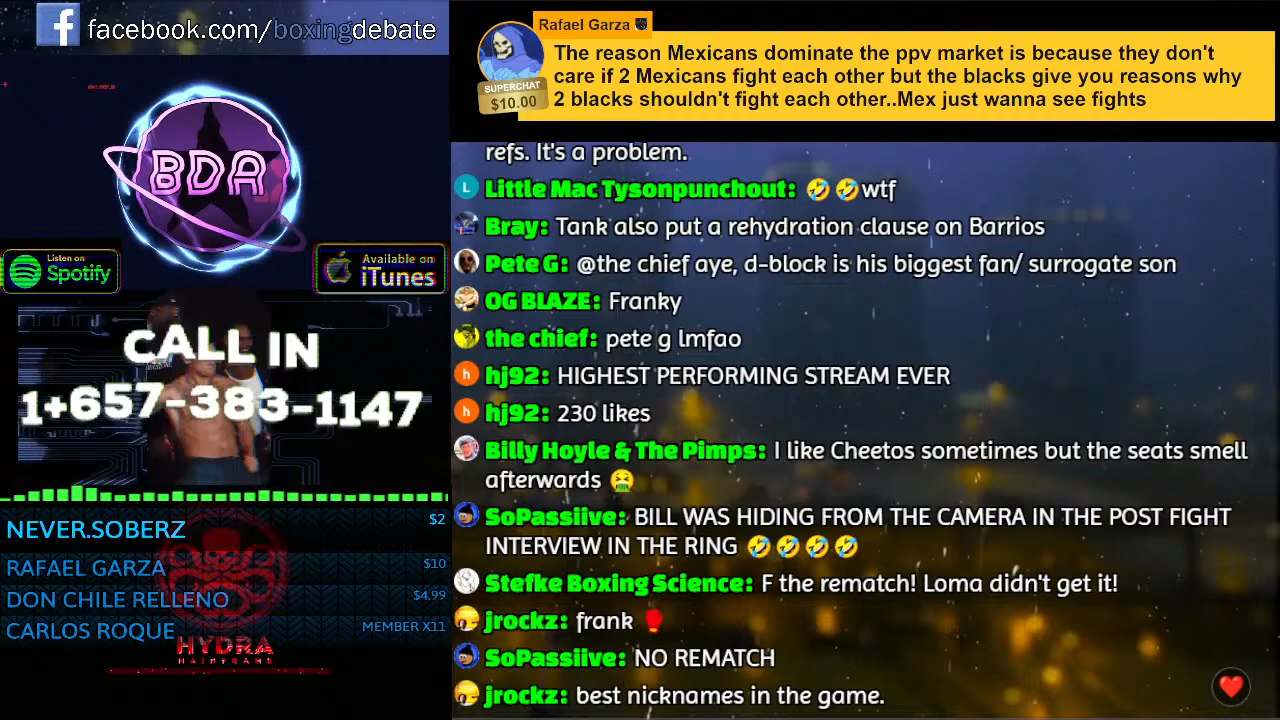 facebook.com/boxingdebate
BDA
Listen on
Spotify
Available on
iTunes
CALL IN
1+657-383-1147
NEVER.SOBERZ $2
RAFAEL GARZA $10
DON CHILE RELLENO $4,99
CARLOS ROQUE MEMBER X11
HYDRA
MAINFRAME
Rafael Garza
SUPERCHAT
$10.00
The reason Mexicans dominate the ppv market is because they don't
care if 2 Mexicans fight each other but the blacks give you reasons why
2 blacks shouldn't fight each other..Mex just wanna see fights
refs. It's a problem.
L Little Mac Tysonpunchout: 🤣🤣wtf
Bray: Tank also put a rehydration clause on Barrios
Pete G: @the chief aye, d-block is his biggest fan/ surrogate son
OG BLAZE: Franky
the chief: pete g lmfao
h hj92: HIGHEST PERFORMING STREAM EVER
h hj92: 230 likes
Billy Hoyle & The Pimps: I like Cheetos sometimes but the seats smell
afterwards 🤮
SoPassiive: BILL WAS HIDING FROM THE CAMERA IN THE POST FIGHT
INTERVIEW IN THE RING 🤣🤣🤣🤣
Stefke Boxing Science: F the rematch! Loma didn't get it!
jrockz: frank 🥊
SoPassiive: NO REMATCH
jrockz: best nicknames in the game.